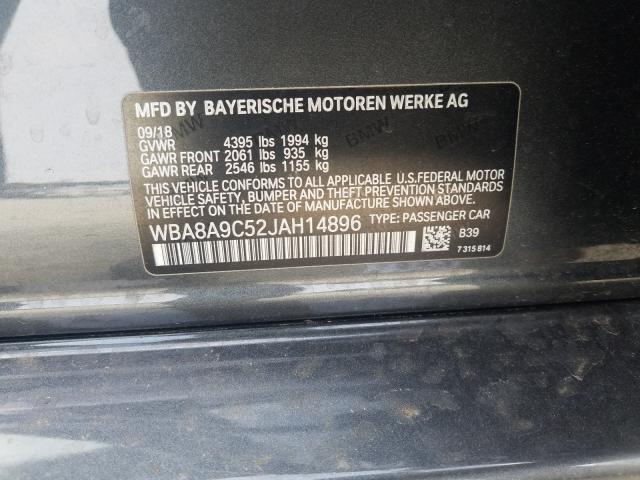 MFD BY BAYERISCHE MOTOREN WERKE AG
09/18
GVWR 4395 lbs 1994 kg
GAWR FRONT 2061 lbs 935 kg
GAWR REAR 2546 lbs 1155 kg
THIS VEHICLE CONFORMS TO ALL APPLICABLE U.S.FEDERAL MOTOR
VEHICLE SAFETY, BUMPER AND THEFT PREVENTION STANDARDS
IN EFFECT ON THE DATE OF MANUFACTURE SHOWN ABOVE.
WBA8A9C52JAH14896 TYPE: PASSENGER CAR
B39
7 315 814